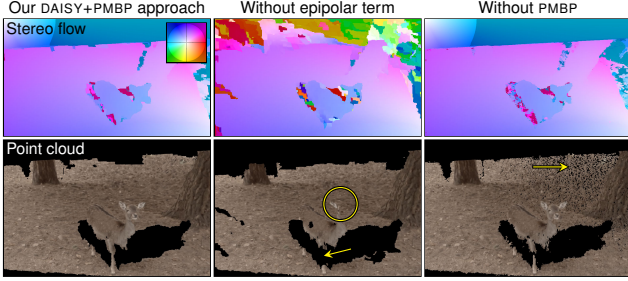 Our DAISY+PMBP approach
Without epipolar term
Without PMBP
Stereo flow
Point cloud